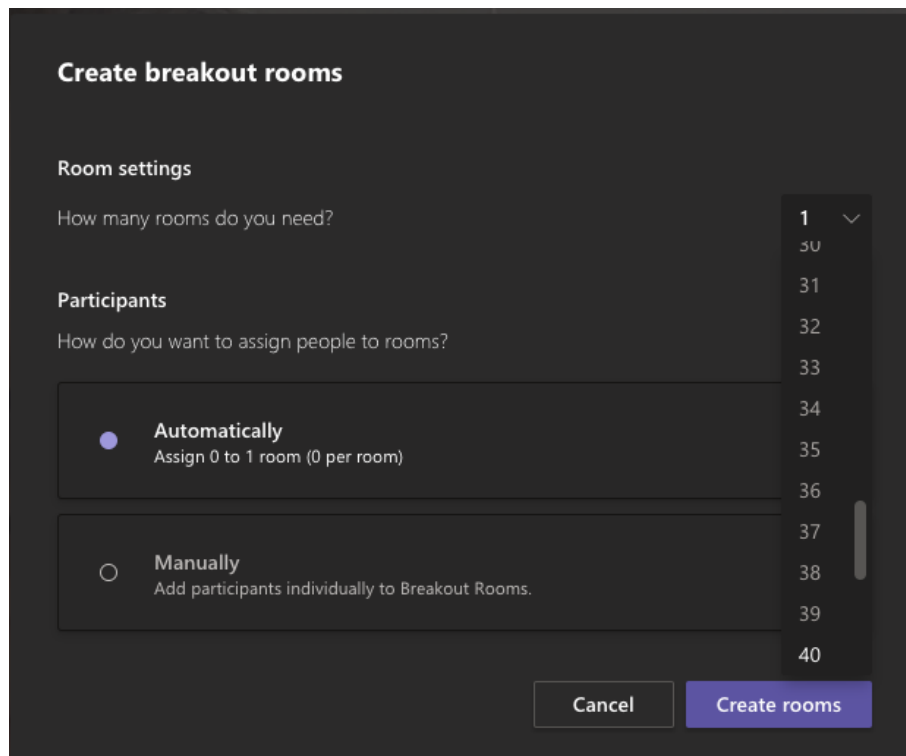 Create breakout rooms
Room settings
How many rooms do you need?
1
30
31
32
33
34
35
36
37
38
39
40
Participants
How do you want to assign people to rooms?
Automatically
Assign 0 to 1 room (0 per room)
Manually
Add participants individually to Breakout Rooms.
Cancel
Create rooms